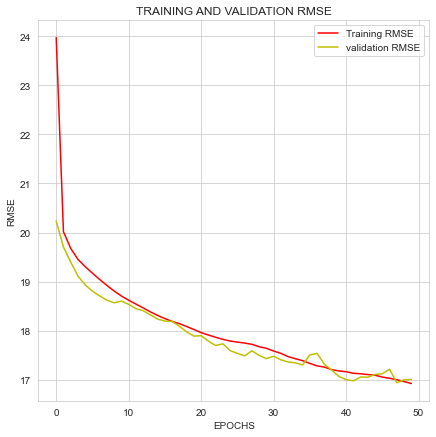 TRAINING AND VALIDATION RMSE
Training RMSE
validation RMSE
24
23
22
21
20
19
18
17
RMSE
0 10 20 30 40 50
EPOCHS